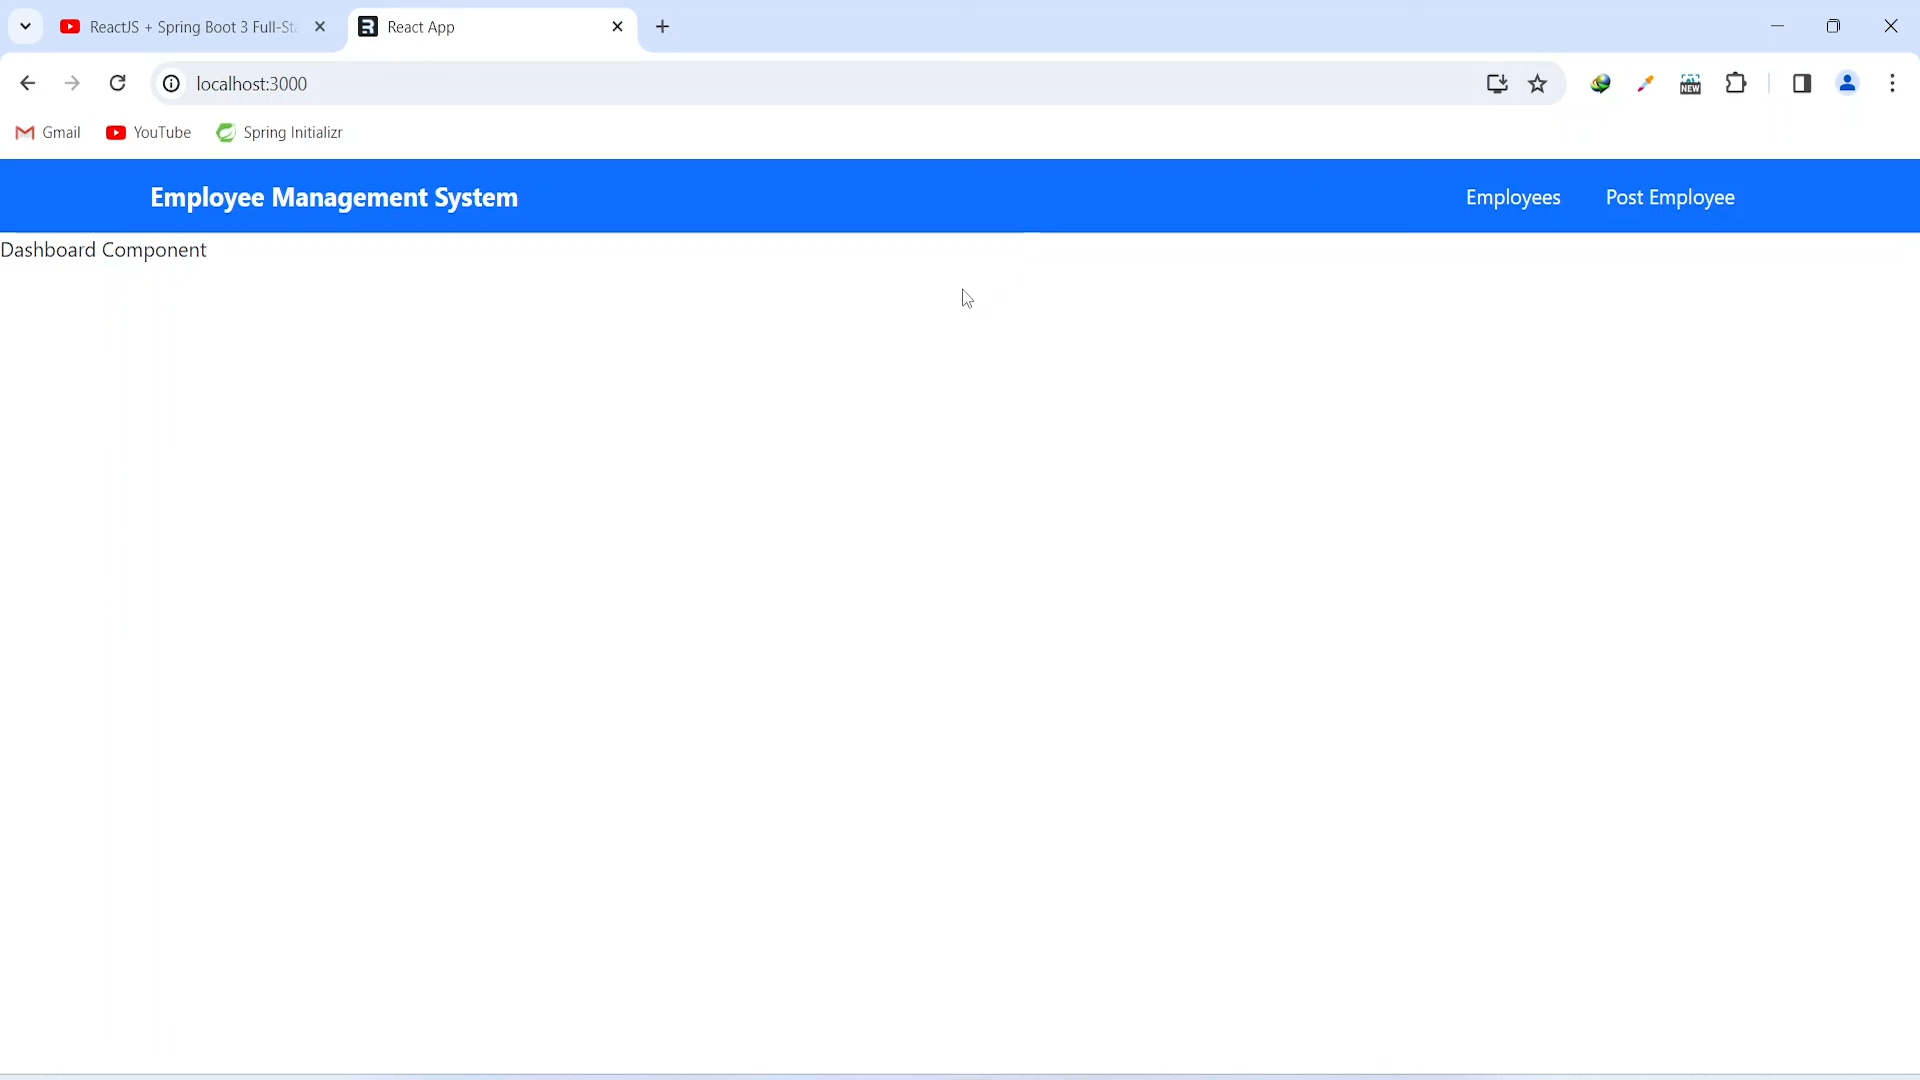 ReactJS + Spring Boot 3 Full-Sta
React App
localhost:3000
NEW
Gmail
YouTube
Spring Initializr
Employee Management System
Employees
Post Employee
Dashboard Component